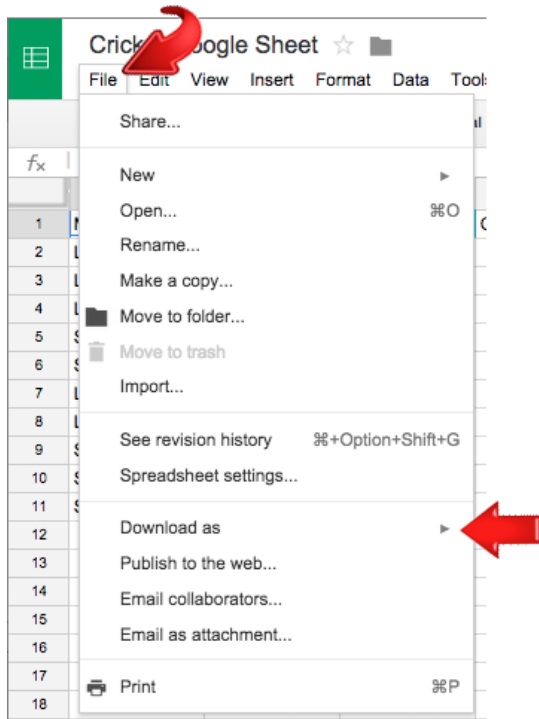 Crick oogle Sheet
File Edit View Insert Format Data Tool
Share...
fx
New
Open... ⌘O
Rename...
Make a copy...
Move to folder...
Move to trash
Import...
See revision history ⌘+Option+Shift+G
Spreadsheet settings...
Download as
Publish to the web...
Email collaborators...
Email as attachment...
Print ⌘P
1
2
3
4
5
6
7
8
9
10
11
12
13
14
15
16
17
18